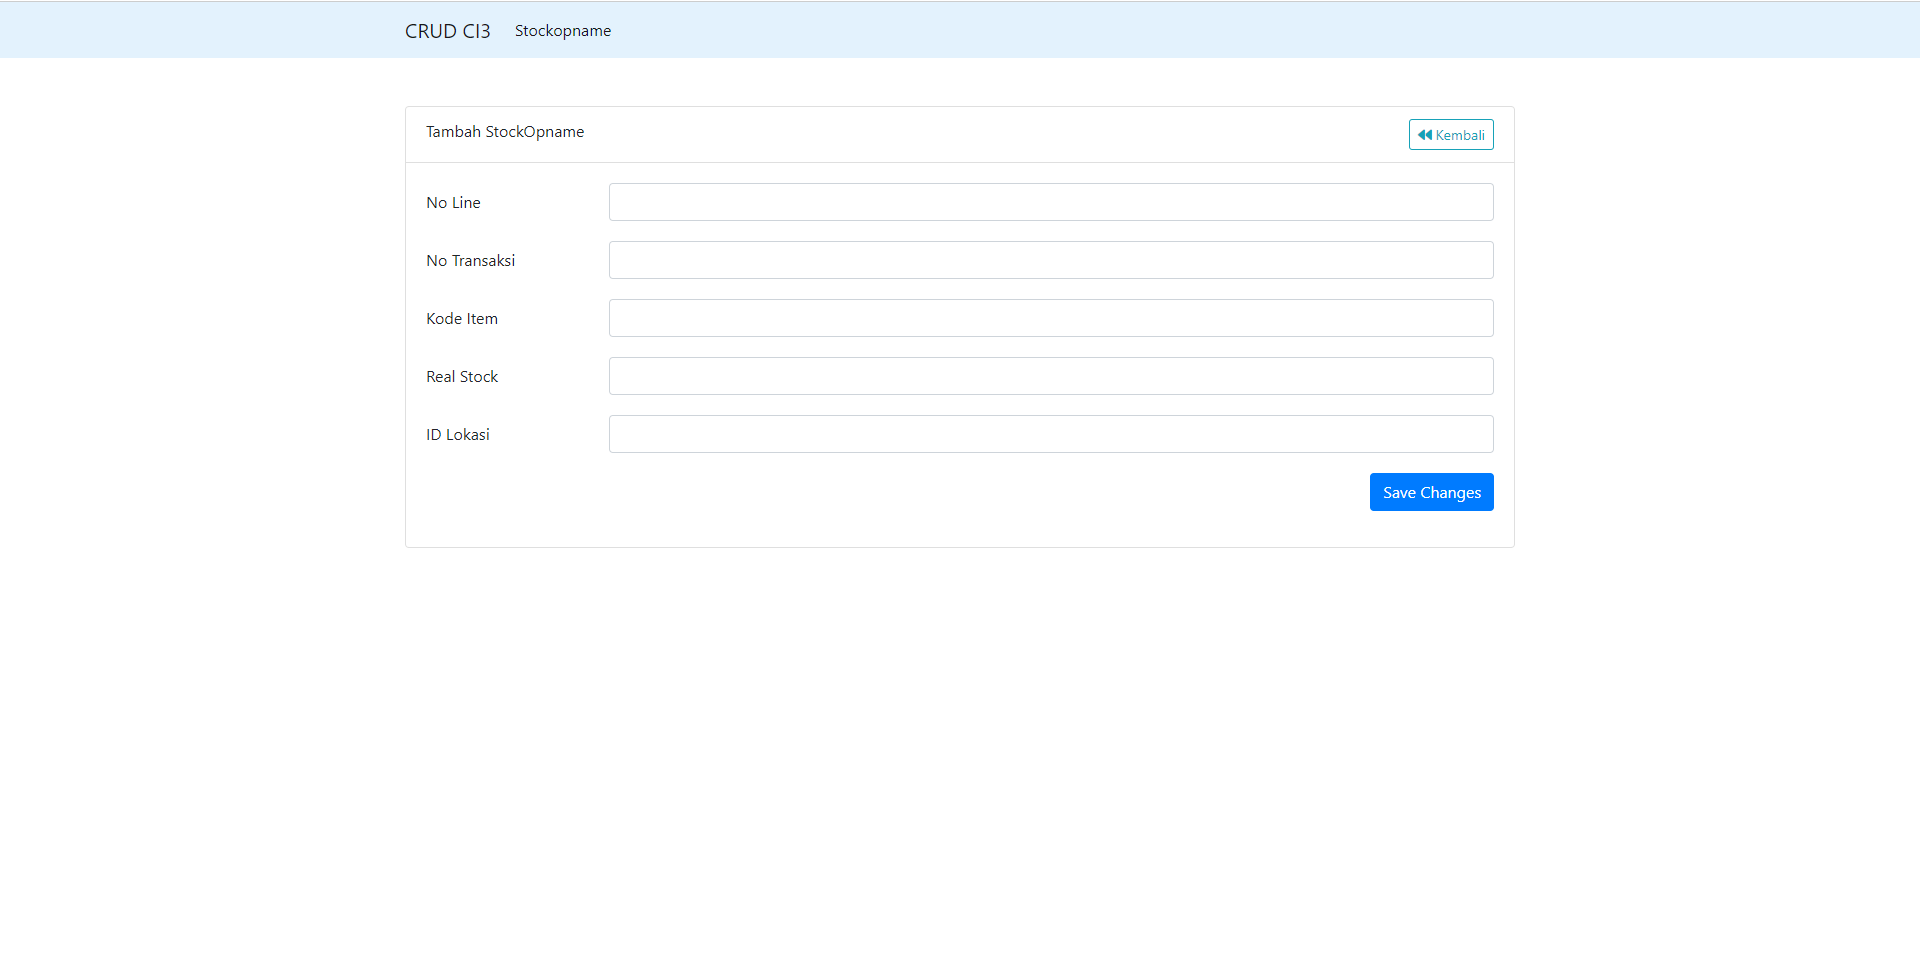 CRUD CI3 Stockopname
Tambah StockOpname
Kembali
No Line
No Transaksi
Kode Item
Real Stock
ID Lokasi
Save Changes